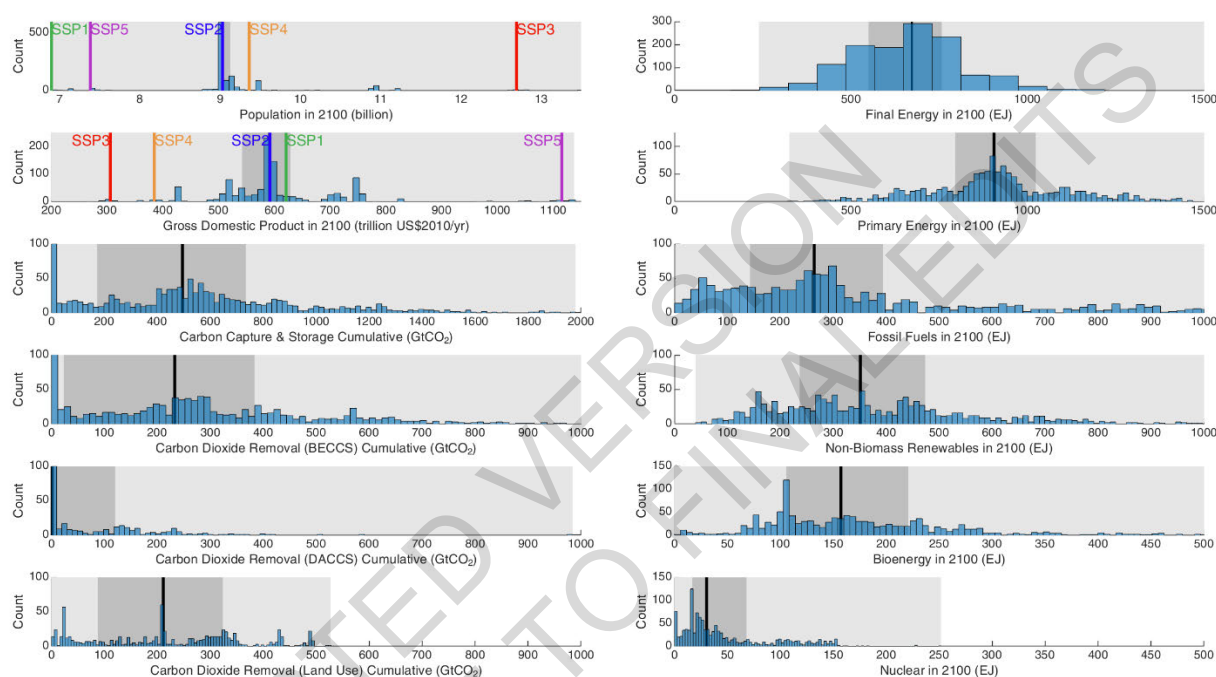 Count
500
0
SSP1
SSP5
SSP2
SSP4
SSP3
7 8 9 10 11 12 13
Population in 2100 (billion)
Count
200
100
0
SSP3
SSP4
SSP2
SSP1
SSP5
200 300 400 500 600 700 800 900 1000 1100
Gross Domestic Product in 2100 (trillion US$2010/yr)
Count
100
50
0
0 200 400 600 800 1000 1200 1400 1600 1800 2000
Carbon Capture & Storage Cumulative (GtCO2)
Count
100
50
0
0 100 200 300 400 500 600 700 800 900 1000
Carbon Dioxide Removal (BECCS) Cumulative (GtCO2)
Count
100
50
0
0 100 200 300 400 500 600 700 800 900 1000
Carbon Dioxide Removal (DACCS) Cumulative (GtCO2)
Count
100
50
0
0 100 200 300 400 500 600 700 800 900 1000
Carbon Dioxide Removal (Land Use) Cumulative (GtCO2)
Count
300
200
100
0
0 500 1000 1500
Final Energy in 2100 (EJ)
Count
100
50
0
0 500 1000 1500
Primary Energy in 2100 (EJ)
Count
100
50
0
0 100 200 300 400 500 600 700 800 900 1000
Fossil Fuels in 2100 (EJ)
Count
100
50
0
0 100 200 300 400 500 600 700 800 900 1000
Non-Biomass Renewables in 2100 (EJ)
Count
150
100
50
0
0 50 100 150 200 250 300 350 400 450 500
Bioenergy in 2100 (EJ)
Count
150
100
50
0
0 50 100 150 200 250 300 350 400 450 500
Nuclear in 2100 (EJ)
TED VERSION
TO FINAL EDITS